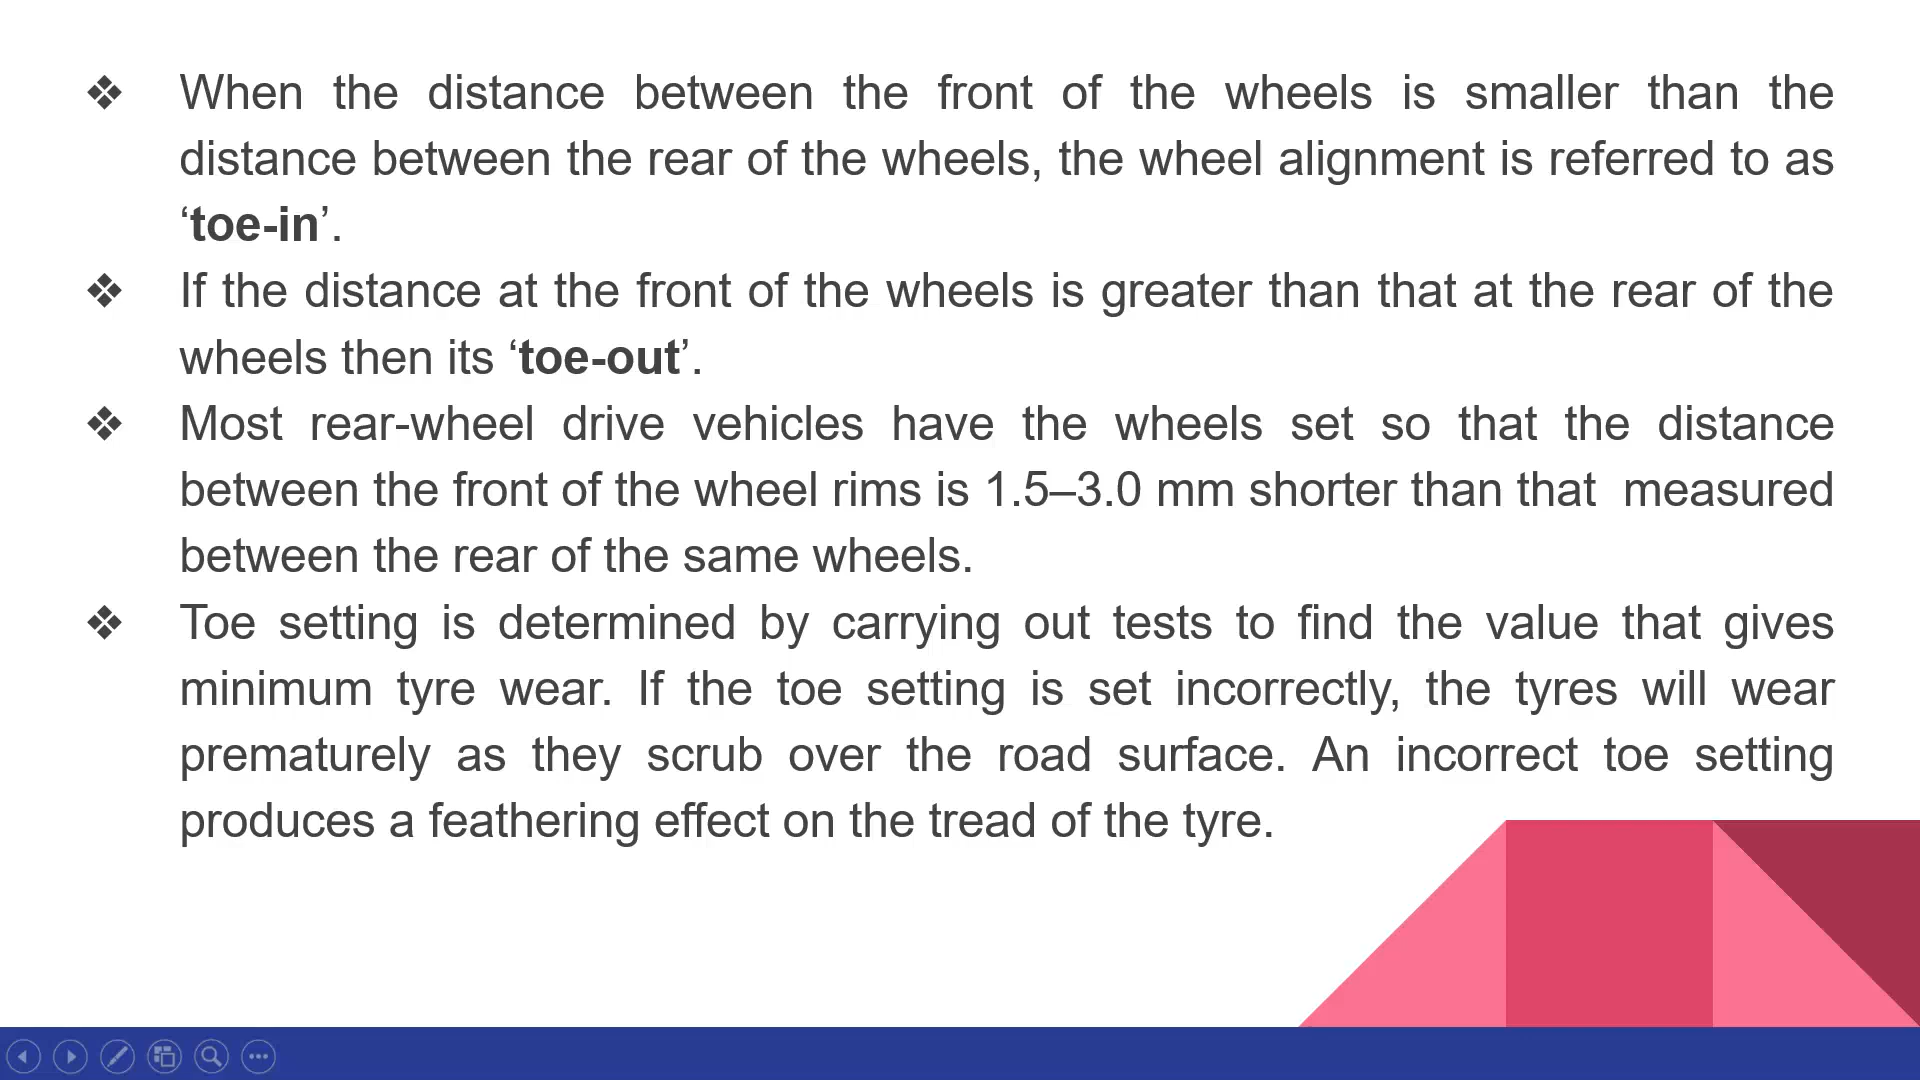 ❖ When the distance between the front of the wheels is smaller than the
distance between the rear of the wheels, the wheel alignment is referred to as
‘toe-in’.
❖ If the distance at the front of the wheels is greater than that at the rear of the
wheels then its ‘toe-out’.
❖ Most rear-wheel drive vehicles have the wheels set so that the distance
between the front of the wheel rims is 1.5–3.0 mm shorter than that measured
between the rear of the same wheels.
❖ Toe setting is determined by carrying out tests to find the value that gives
minimum tyre wear. If the toe setting is set incorrectly, the tyres will wear
prematurely as they scrub over the road surface. An incorrect toe setting
produces a feathering effect on the tread of the tyre.